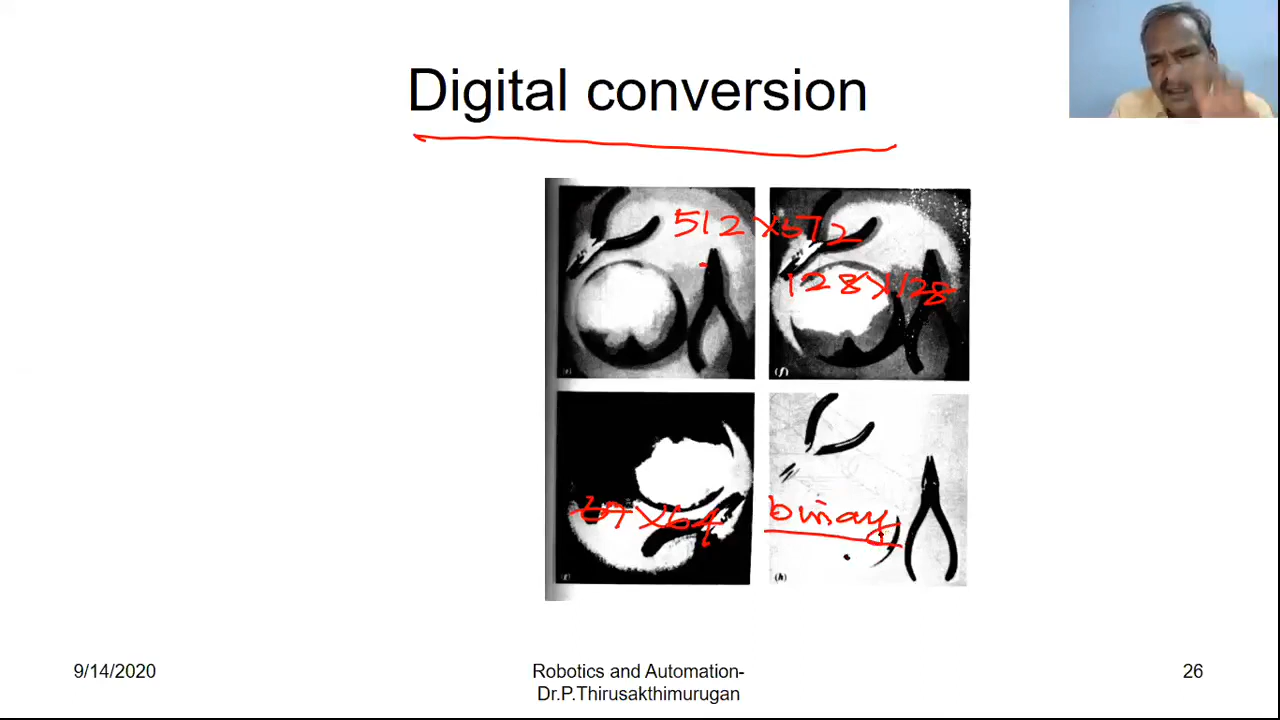 Digital conversion
512 X 512
128 X 128
64 X 64
(e)
(f)
binary
(g)
(h)
9/14/2020
Robotics and Automation-
Dr.P.Thirusakthimurugan
26